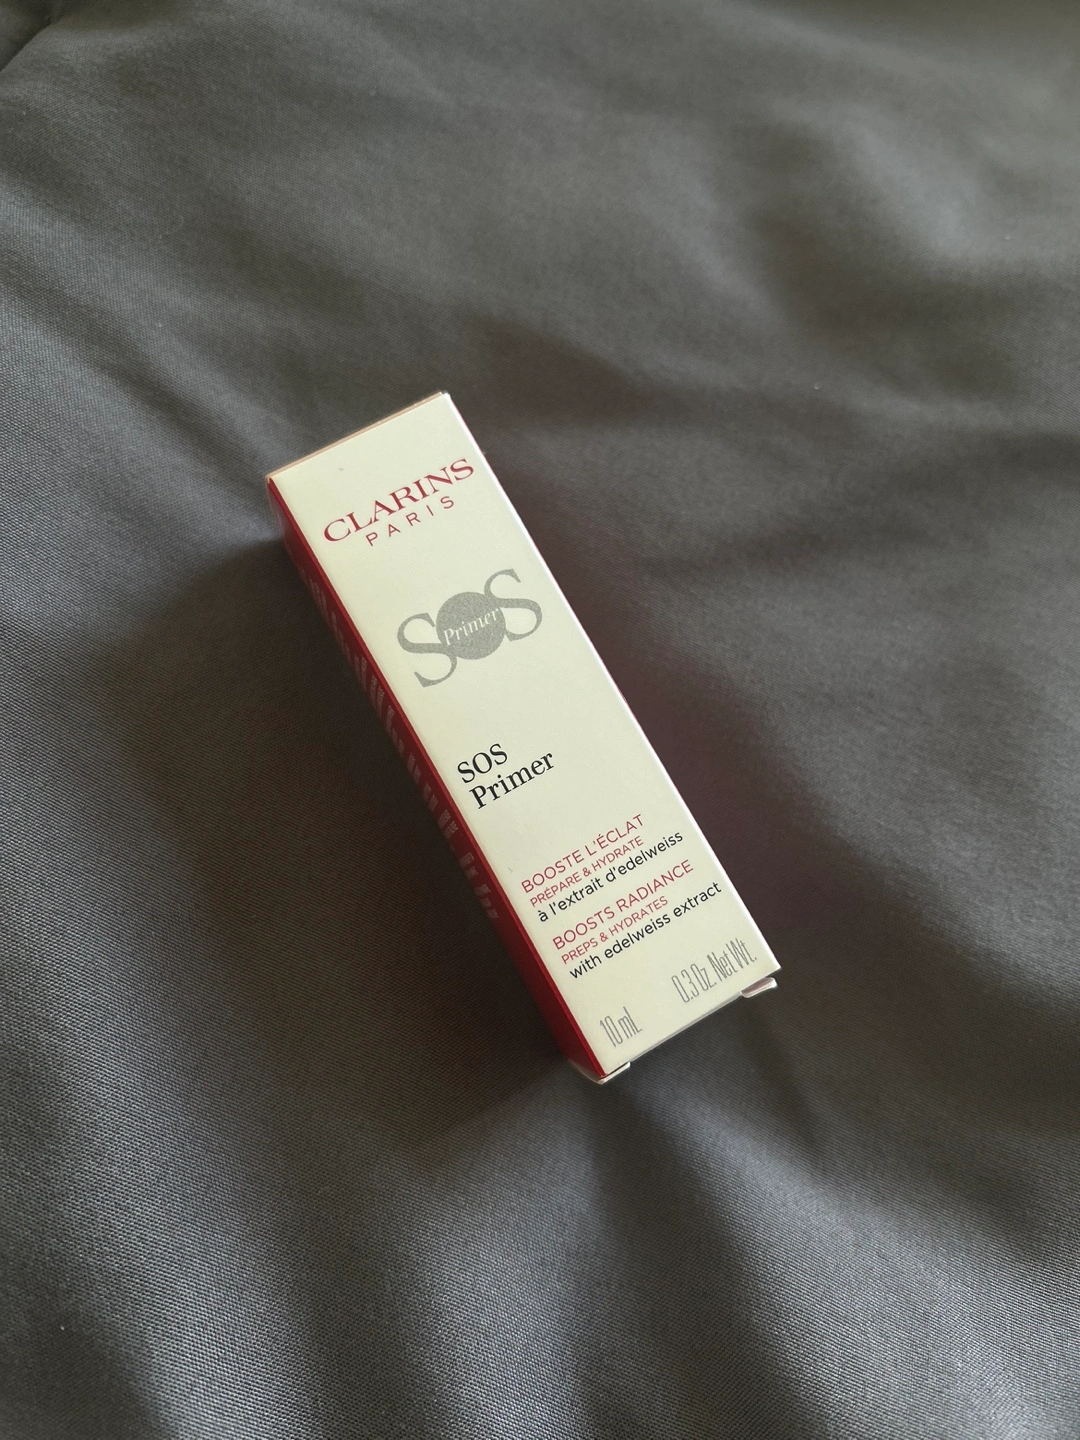 CLARINS
PARIS
SOS
Primer
SOS
Primer
BOOSTE L'ÉCLAT
PRÉPARE & HYDRATE
à l'extrait d'edelweiss
BOOSTS RADIANCE
PREPS & HYDRATES
with edelweiss extract
10 mL 0.3 Oz. Net Wt.